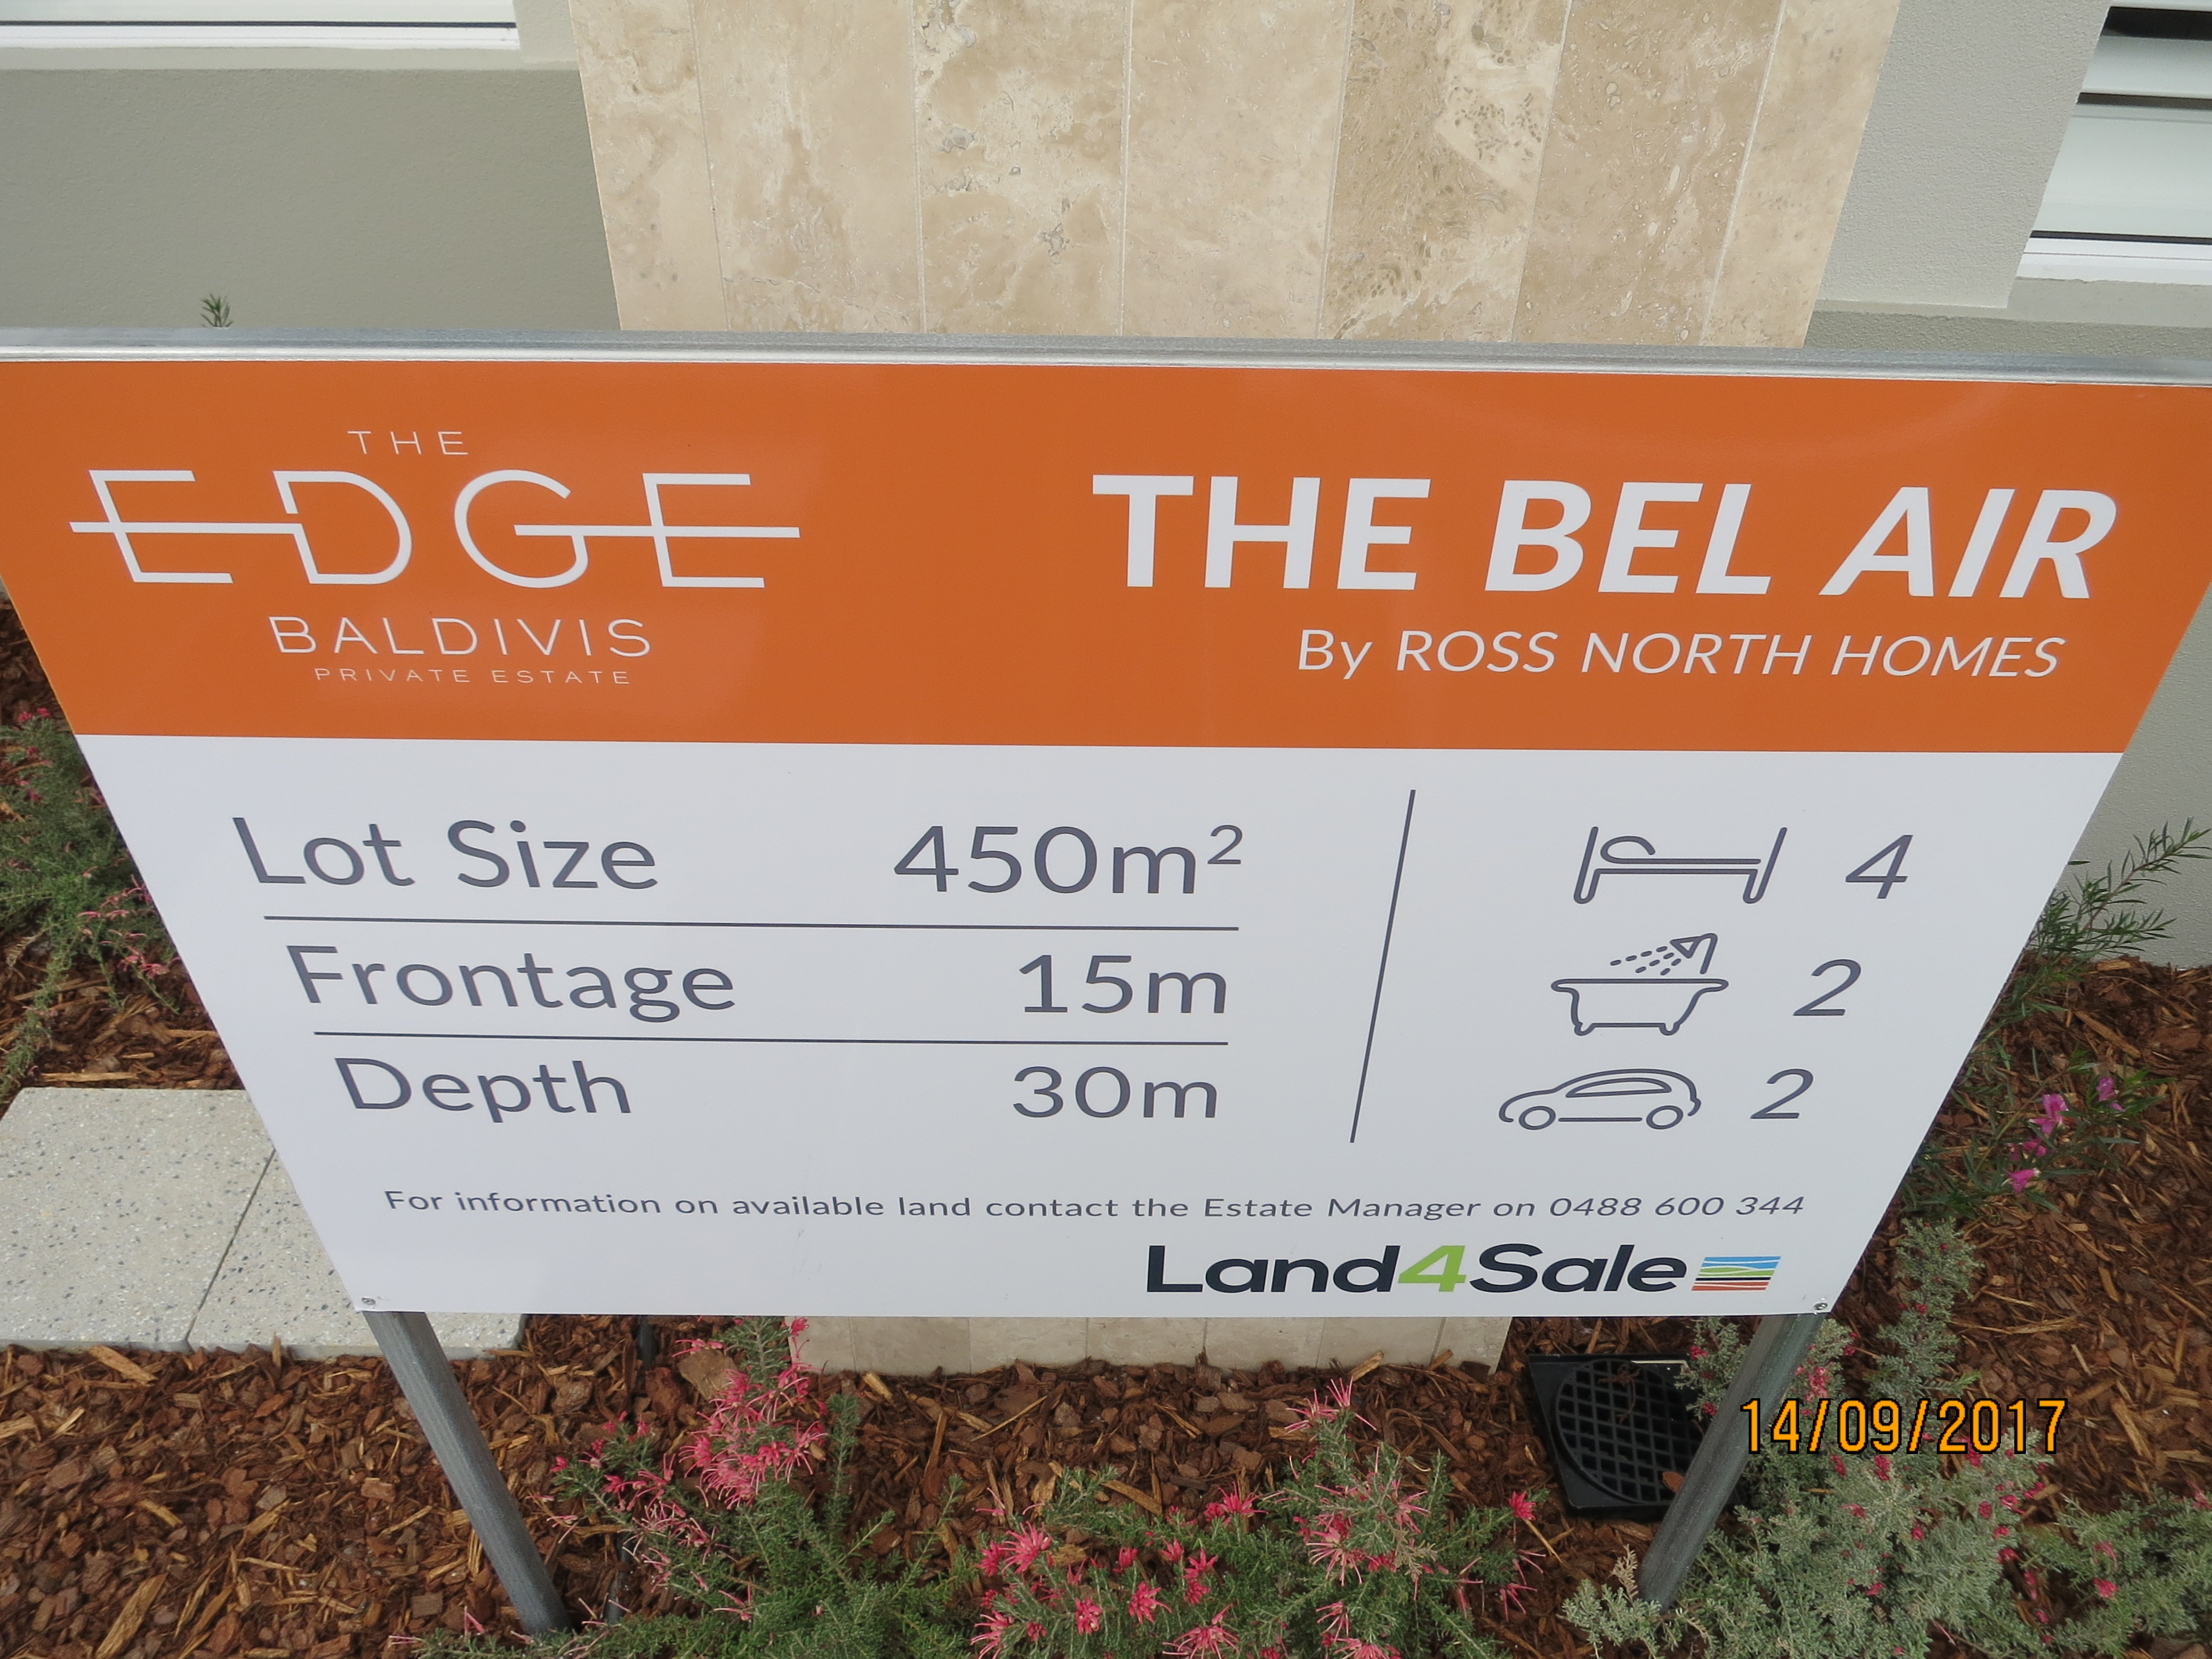 THE
EDGE
BALDIVIS
PRIVATE ESTATE
THE BEL AIR
By ROSS NORTH HOMES
Lot Size 450m²
Frontage 15m
Depth 30m
4
2
2
For information on available land contact the Estate Manager on 0488 600 344
Land4Sale
14/09/2017